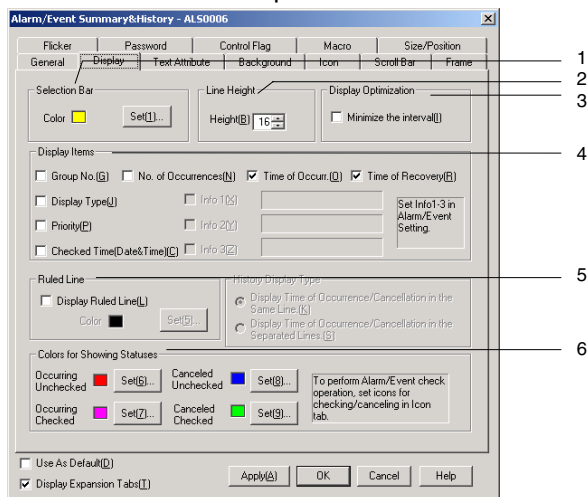 Alarm/Event Summary&History - ALS0006
Flicker Password Control Flag Macro Size/Position
General Display Text Attribute Background Icon Scroll Bar Frame
1
2
3
Selection Bar
Color Set(1)...
Line Height
Height(B) 16
Display Optimization
Minimize the interval(I)
4
Display Items
Group No.(G) No. of Occurrences(N) Time of Occurr.(O) Time of Recovery(R)
Display Type(J) Info 1(X)
Priority(P) Info 2(Y)
Checked Time(Date&Time)(C) Info 3(Z)
Set Info1-3 in
Alarm/Event
Setting.
5
Ruled Line
Display Ruled Line(L)
Color Set(5)...
History Display Type
Display Time of Occurrence/Cancellation in the
Same Line.(K)
Display Time of Occurrence/Cancellation in the
Separated Lines.(S)
6
Colors for Showing Statuses
Occurring
Unchecked Set(6)...
Canceled
Unchecked Set(8)...
Occurring
Checked Set(7)...
Canceled
Checked Set(9)...
To perform Alarm/Event check
operation, set icons for
checking/canceling in Icon
tab.
Use As Default(D)
Display Expansion Tabs(T)
Apply(A) OK Cancel Help